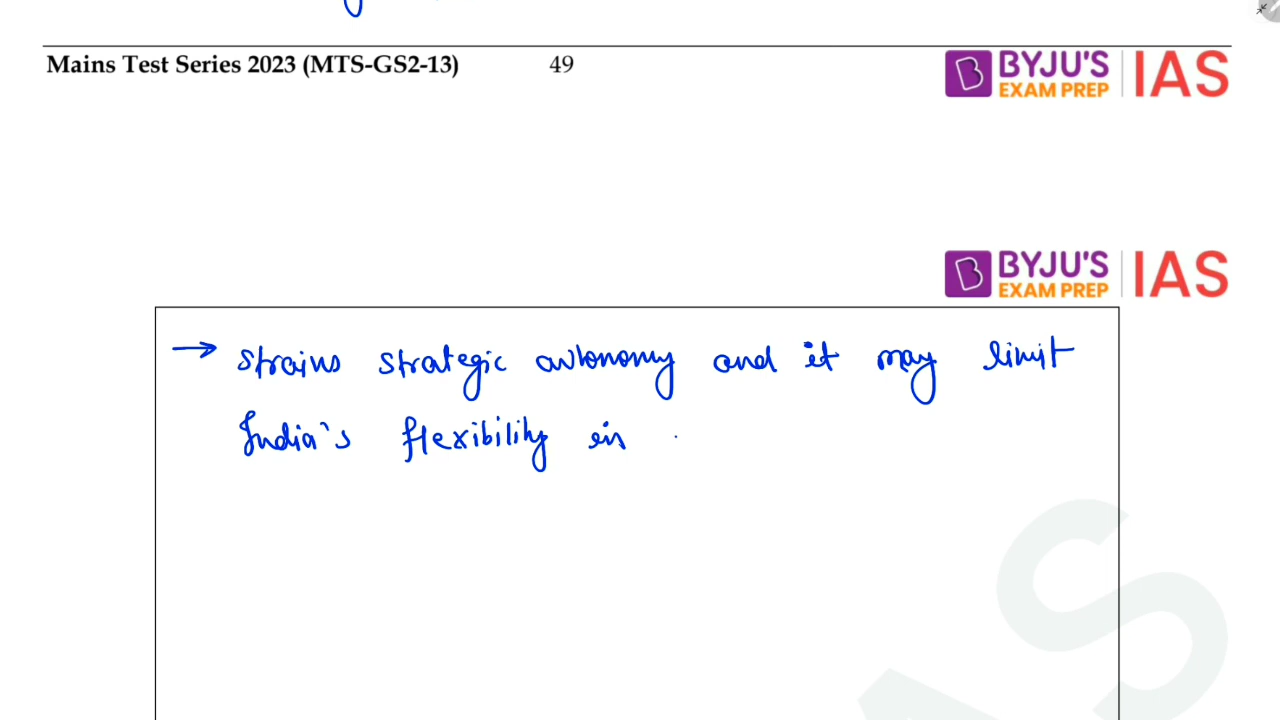 Mains Test Series 2023 (MTS-GS2-13) 49 BYJU'S EXAM PREP IAS
BYJU'S EXAM PREP IAS
→ strains strategic autonomy and it may limit
India's flexibility in